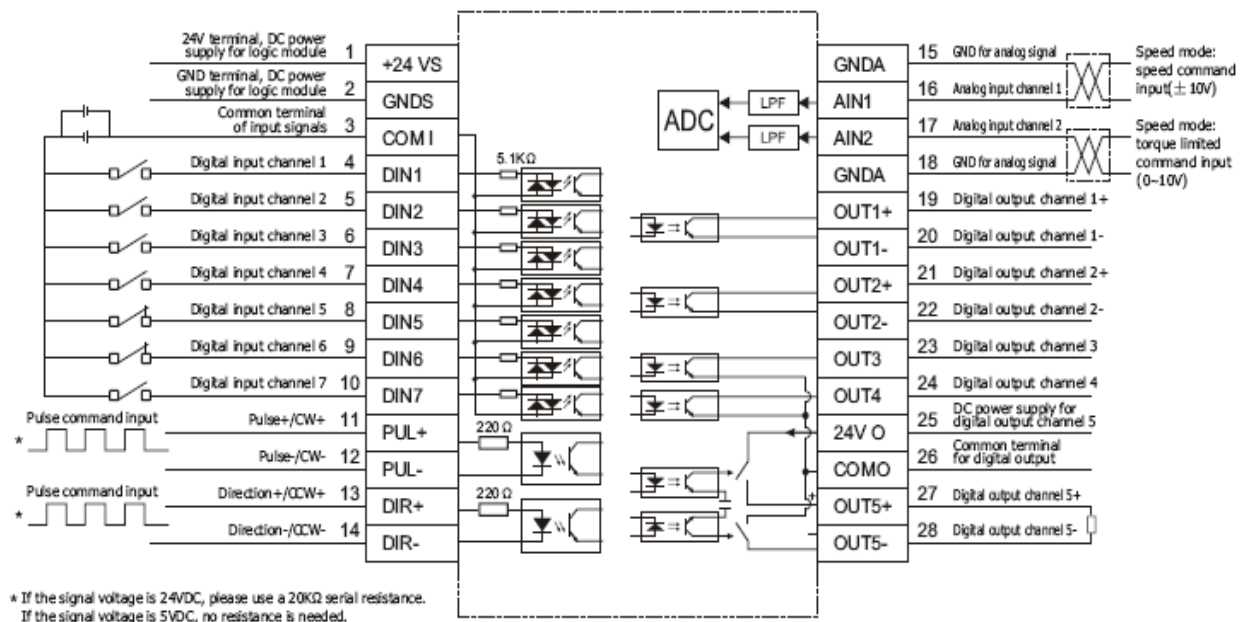 24V terminal, DC power
supply for logic module
1
+24 VS
GND terminal, DC power
supply for logic module
2
GNDS
Common terminal
of input signals
3
COM I
Digital input channel 1
4
DIN1
Digital input channel 2
5
DIN2
Digital input channel 3
6
DIN3
Digital input channel 4
7
DIN4
Digital input channel 5
8
DIN5
Digital input channel 6
9
DIN6
Digital input channel 7
10
DIN7
Pulse command input
*
Pulse+/CW+
11
PUL+
Pulse-/CW-
12
PUL-
Pulse command input
*
Direction+/CCW+
13
DIR+
Direction-/CCW-
14
DIR-
5.1KΩ
220 Ω
220 Ω
ADC
LPF
LPF
GNDA
15
GND for analog signal
AIN1
16
Analog input channel 1
Speed mode:
speed command
input(± 10V)
AIN2
17
Analog input channel 2
GNDA
18
GND for analog signal
Speed mode:
torque limited
command input
(0~10V)
OUT1+
19
Digital output channel 1+
OUT1-
20
Digital output channel 1-
OUT2+
21
Digital output channel 2+
OUT2-
22
Digital output channel 2-
OUT3
23
Digital output channel 3
OUT4
24
Digital output channel 4
24V O
25
DC power supply for
digital output channel 5
COMO
26
Common terminal
for digital output
OUT5+
27
Digital output channel 5+
OUT5-
28
Digital output channel 5-
* If the signal voltage is 24VDC, please use a 20KΩ serial resistance.
If the signal voltage is 5VDC, no resistance is needed.